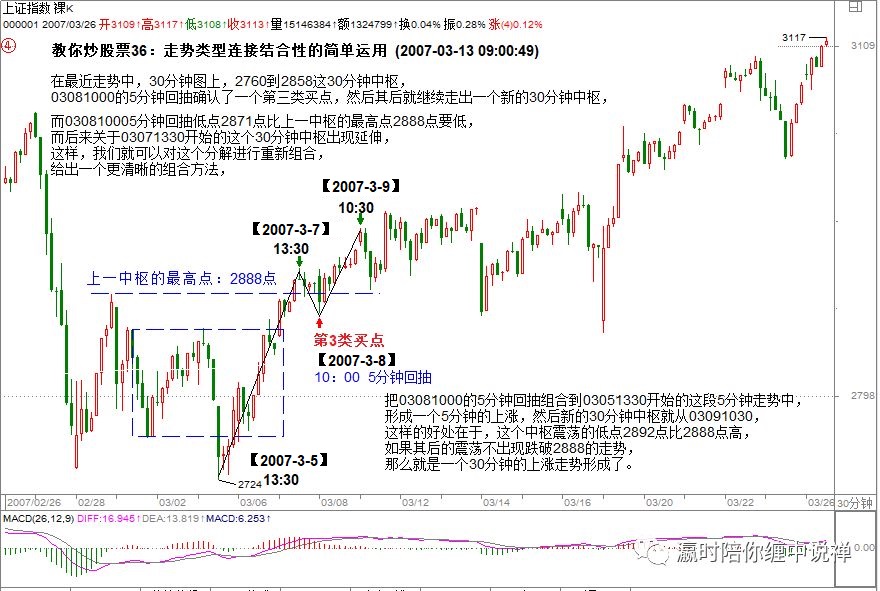 上证指数 裸K
000001 2007/03/26 开3109↑高3117↑低3108↑收3113↑量15146384↑额1324799↑换0.04% 振0.28% 涨(4)0.12%
④
3117
3109
教你炒股票36：走势类型连接结合性的简单运用 (2007-03-13 09:00:49)
在最近走势中，30分钟图上，2760到2858这30分钟中枢，
03081000的5分钟回抽确认了一个第三类买点，然后其后就继续走出一个新的30分钟中枢，
而030810005分钟回抽低点2871点比上一中枢的最高点2888点要低，
而后来关于03071330开始的这个30分钟中枢出现延伸，
这样，我们就可以对这个分解进行重新组合，
给出一个更清晰的组合方法，
【2007-3-9】
10:30
【2007-3-7】
13:30
上一中枢的最高点：2888点
第3类买点
【2007-3-8】
10：00 5分钟回抽
把03081000的5分钟回抽组合到03051330开始的这段5分钟走势中，
形成一个5分钟的上涨，然后新的30分钟中枢就从03091030，
这样的好处在于，这个中枢震荡的低点2892点比2888点高，
如果其后的震荡不出现跌破2888的走势，
那么就是一个30分钟的上涨走势形成了。
2798
【2007-3-5】
13:30
2724
2007/02/26 02/28 03/02 03/06 03/08 03/12 03/14 03/16 03/20 03/22 03/26 30分钟
MACD(26,12,9) DIFF:16.945↑DEA:13.819↑MACD:6.253↑
0.00
赢时陪你缠中说禅